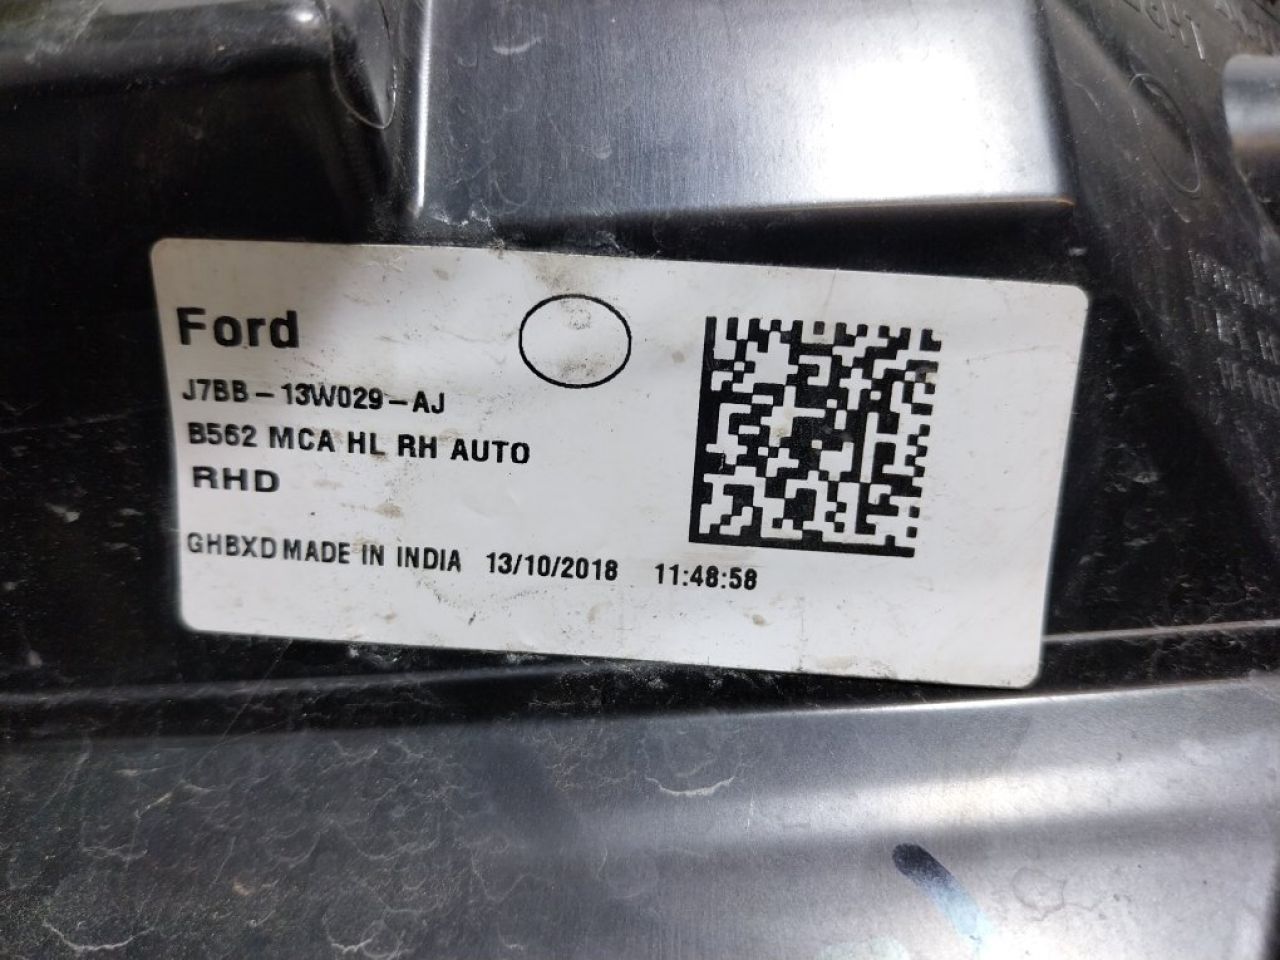 Ford
J7BB-13W029-AJ
B562 MCA HL RH AUTO
RHD
GHBXD MADE IN INDIA 13/10/2018 11:48:58